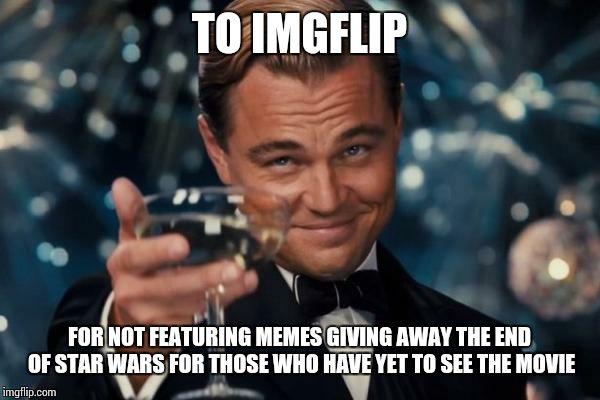 TO IMGFLIP
FOR NOT FEATURING MEMES GIVING AWAY THE END
OF STAR WARS FOR THOSE WHO HAVE YET TO SEE THE MOVIE
imgflip.com